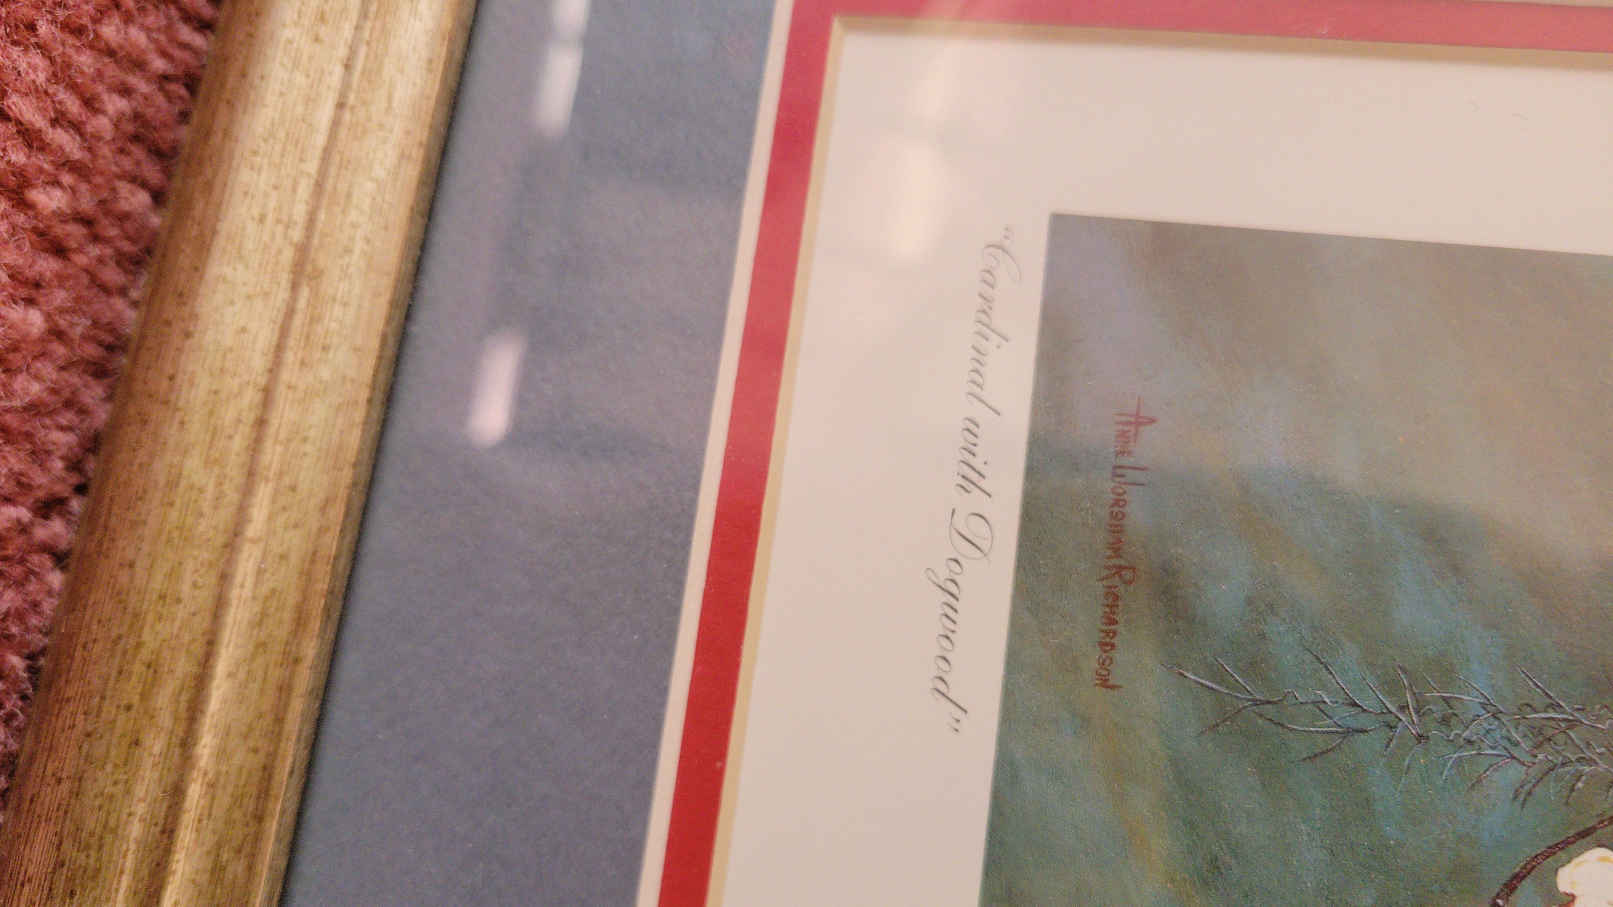 "Cardinal with Dogwood"
ANNE WORSHAM RICHARDSON